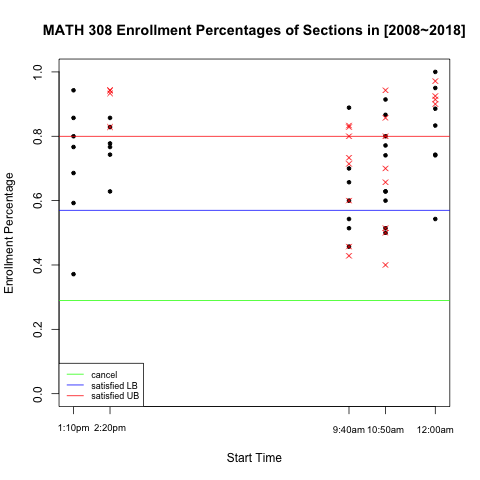 MATH 308 Enrollment Percentages of Sections in [2008~2018]
Enrollment Percentage
1.0
0.8
0.6
0.4
0.2
0.0
cancel
satisfied LB
satisfied UB
1:10pm 2:20pm 9:40am 10:50am 12:00am
Start Time